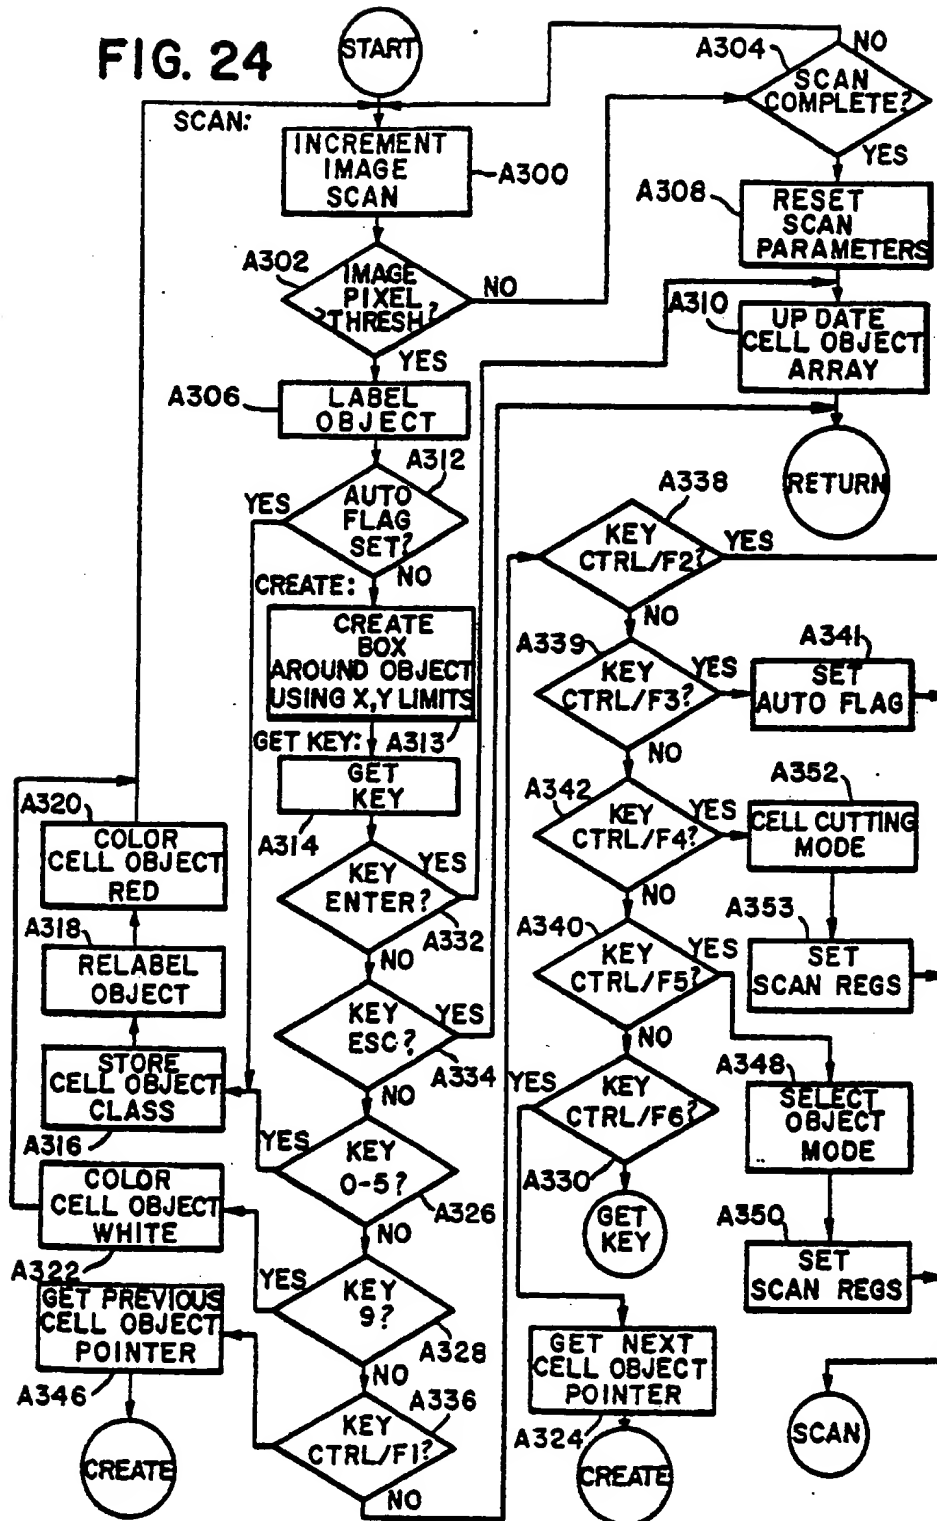 FIG. 24
START
A304
NO
SCAN
COMPLETE?
YES
SCAN:
INCREMENT
IMAGE
SCAN
A300
A308
RESET
SCAN
PARAMETERS
A302
IMAGE
PIXEL
?THRESH?
NO
YES
A310
UPDATE
CELL OBJECT
ARRAY
A306
LABEL
OBJECT
RETURN
A312
YES
AUTO
FLAG
SET?
NO
A338
KEY
CTRL/F2?
YES
NO
CREATE:
CREATE
BOX
AROUND OBJECT
USING X,Y LIMITS
A313
A339
KEY
CTRL/F3?
YES
NO
A341
SET
AUTO FLAG
GET KEY:
GET
KEY
A314
A342
KEY
CTRL/F4?
YES
NO
A352
CELL CUTTING
MODE
A320
COLOR
CELL OBJECT
RED
KEY
ENTER?
YES
A332
NO
A353
SET
SCAN REGS
A340
KEY
CTRL/F5?
YES
NO
A318
RELABEL
OBJECT
KEY
ESC?
YES
A334
NO
A348
SELECT
OBJECT
MODE
STORE
CELL OBJECT
CLASS
A316
YES
KEY
CTRL/F6?
A330
YES
KEY
0-5?
A326
NO
GET
KEY
A350
SET
SCAN REGS
COLOR
CELL OBJECT
WHITE
A322
YES
KEY
9?
A328
NO
GET PREVIOUS
CELL OBJECT
POINTER
A346
GET NEXT
CELL OBJECT
POINTER
A324
A336
KEY
CTRL/F1?
NO
CREATE
CREATE
SCAN